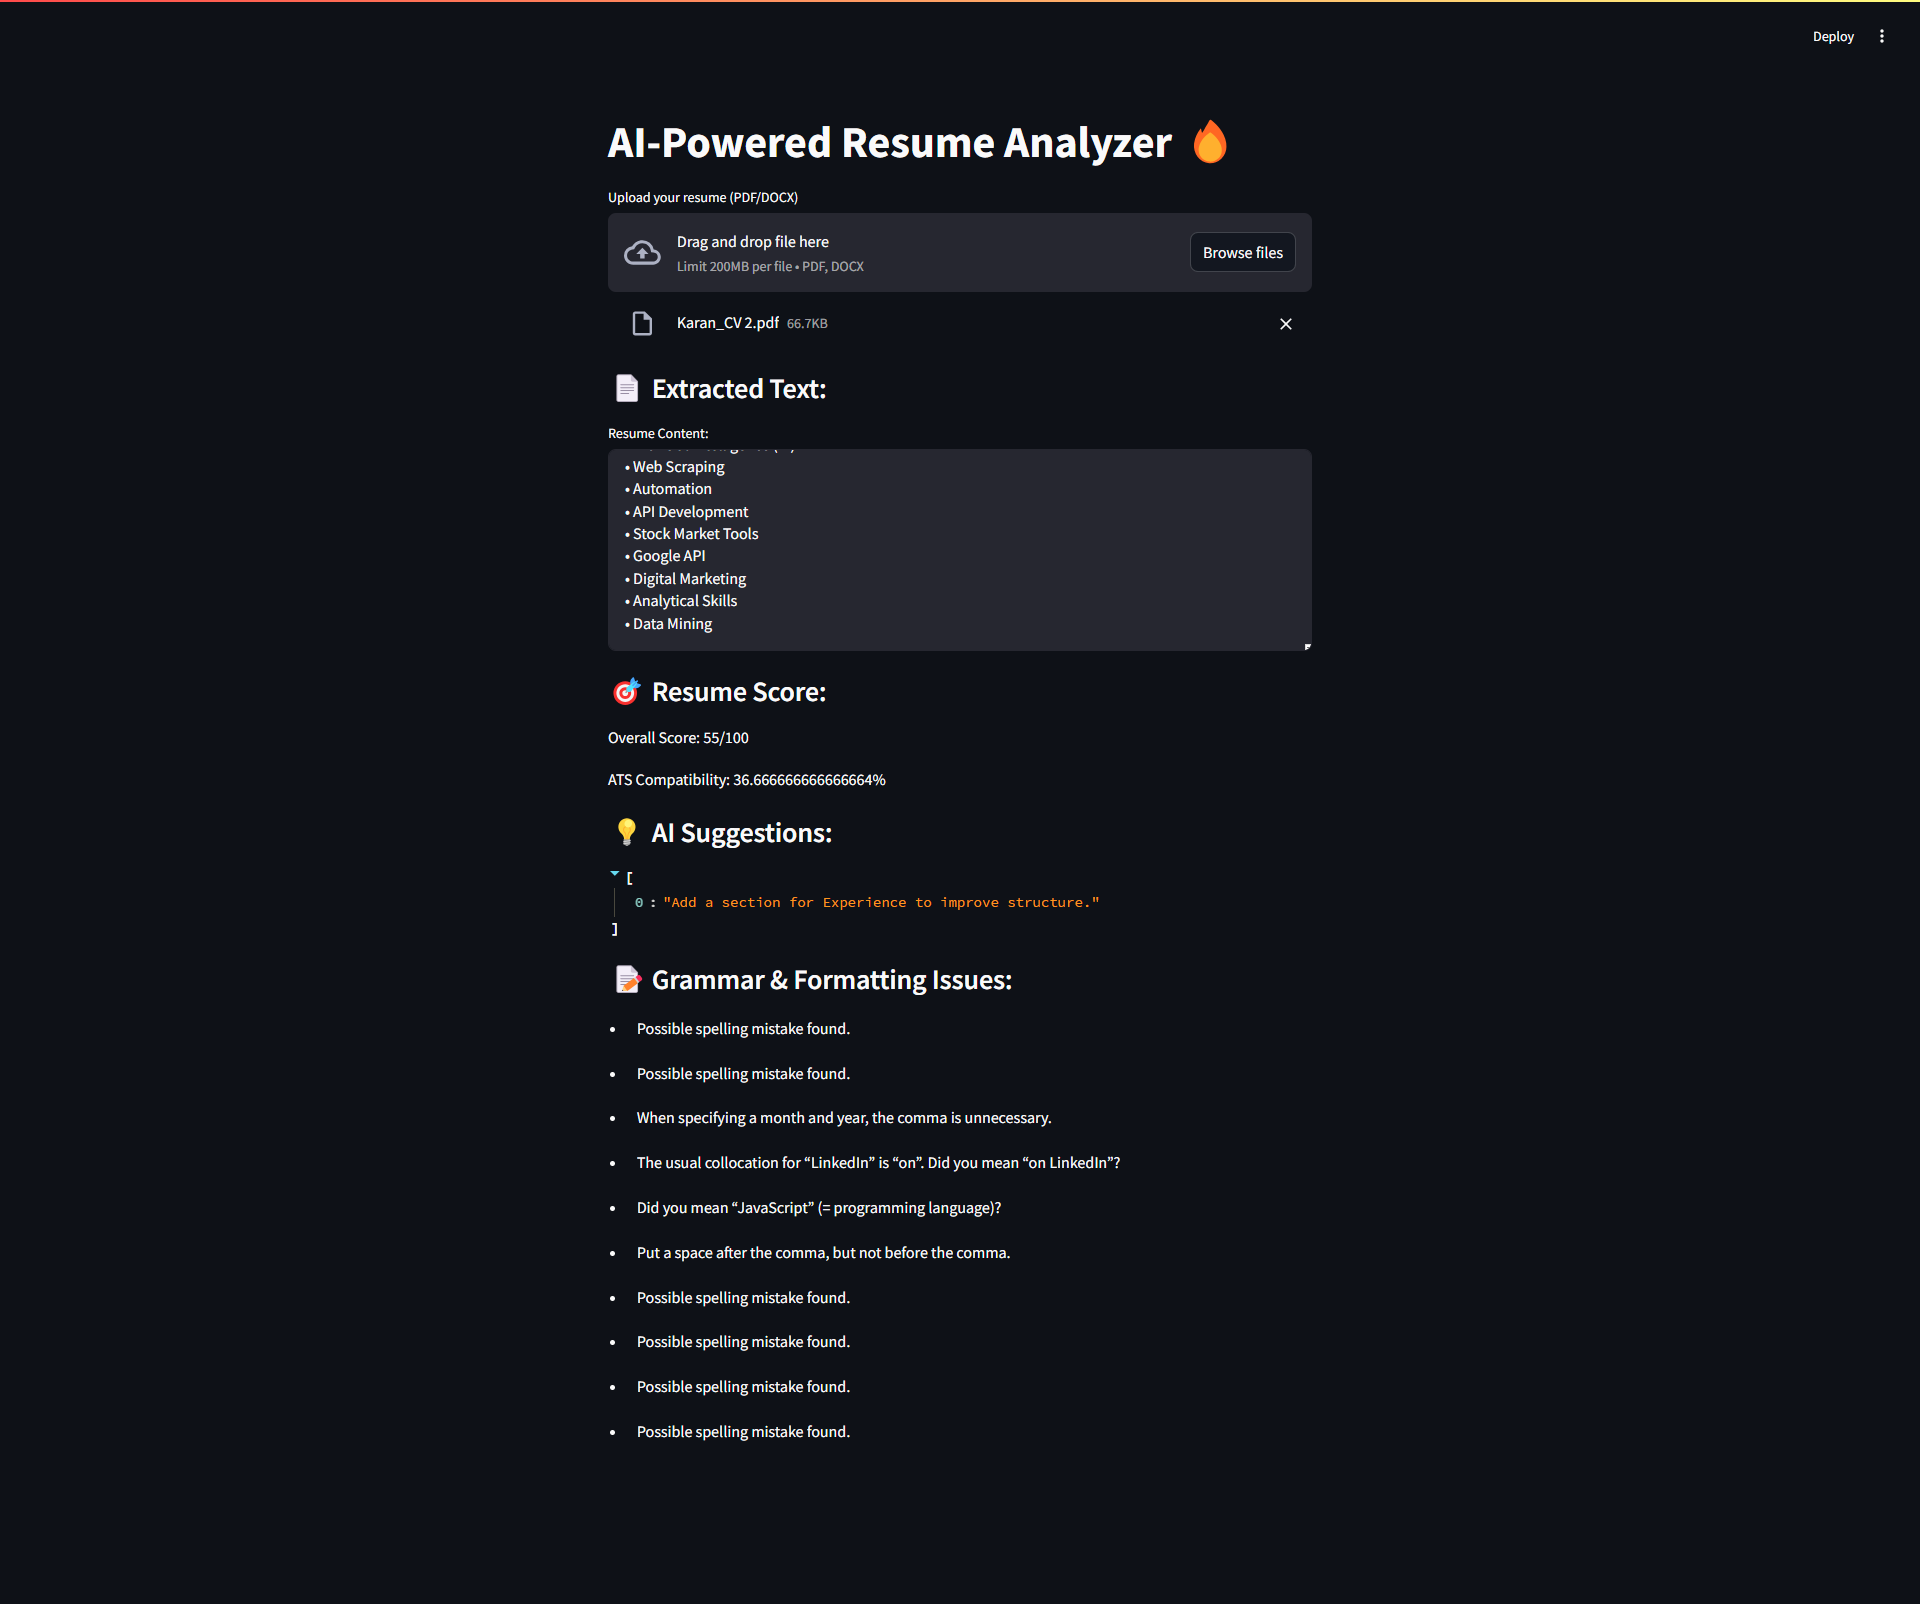 Deploy
AI-Powered Resume Analyzer 🔥
Upload your resume (PDF/DOCX)
Drag and drop file here
Limit 200MB per file • PDF, DOCX
Browse files
Karan_CV 2.pdf 66.7KB
📄 Extracted Text:
Resume Content:
• Web Scraping
• Automation
• API Development
• Stock Market Tools
• Google API
• Digital Marketing
• Analytical Skills
• Data Mining
🎯 Resume Score:
Overall Score: 55/100
ATS Compatibility: 36.666666666666664%
💡 AI Suggestions:
[
0 : "Add a section for Experience to improve structure."
]
📝 Grammar & Formatting Issues:
• Possible spelling mistake found.
• Possible spelling mistake found.
• When specifying a month and year, the comma is unnecessary.
• The usual collocation for “LinkedIn” is “on”. Did you mean “on LinkedIn”?
• Did you mean “JavaScript” (= programming language)?
• Put a space after the comma, but not before the comma.
• Possible spelling mistake found.
• Possible spelling mistake found.
• Possible spelling mistake found.
• Possible spelling mistake found.